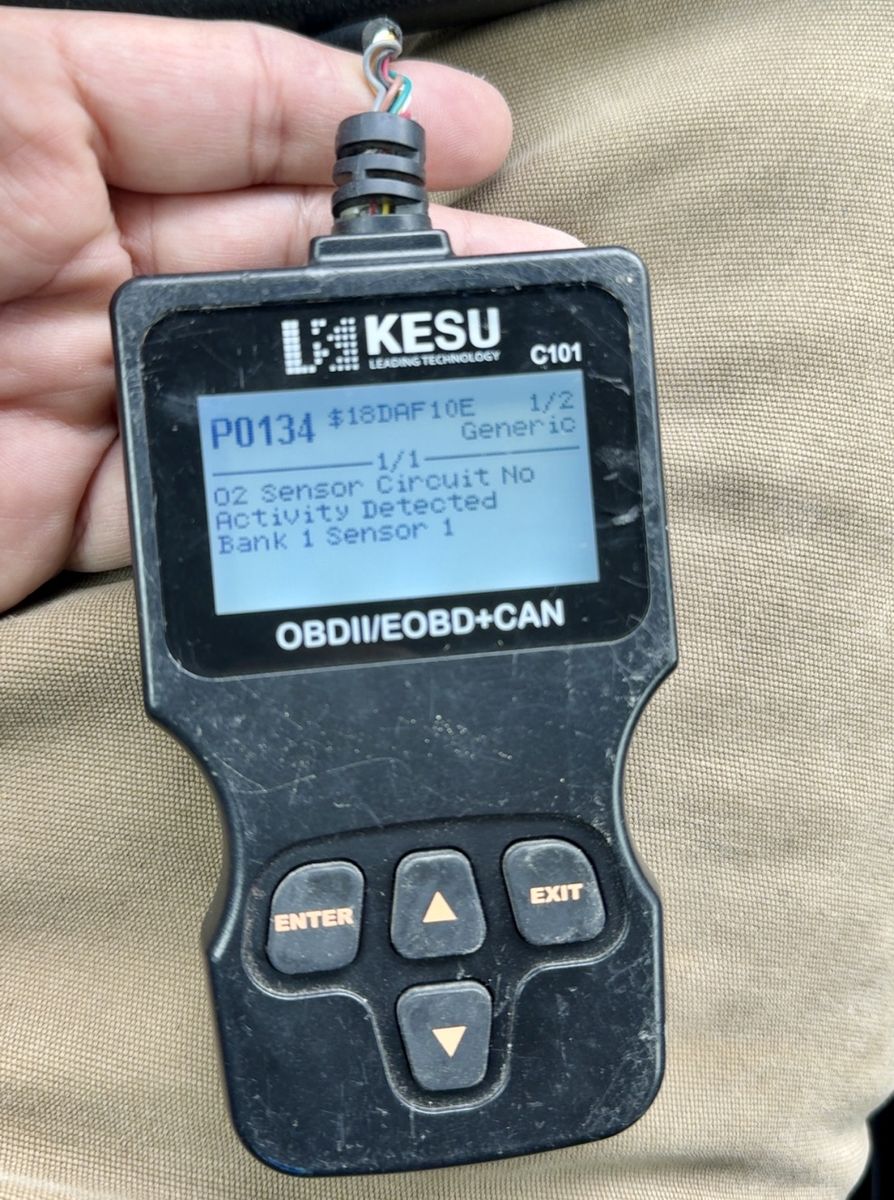 KESU
LEADING TECHNOLOGY
C101
P0134 $18DAF10E 1/2
Generic
1/1
O2 Sensor Circuit No
Activity Detected
Bank 1 Sensor 1
OBDII/EOBD+CAN
ENTER
EXIT